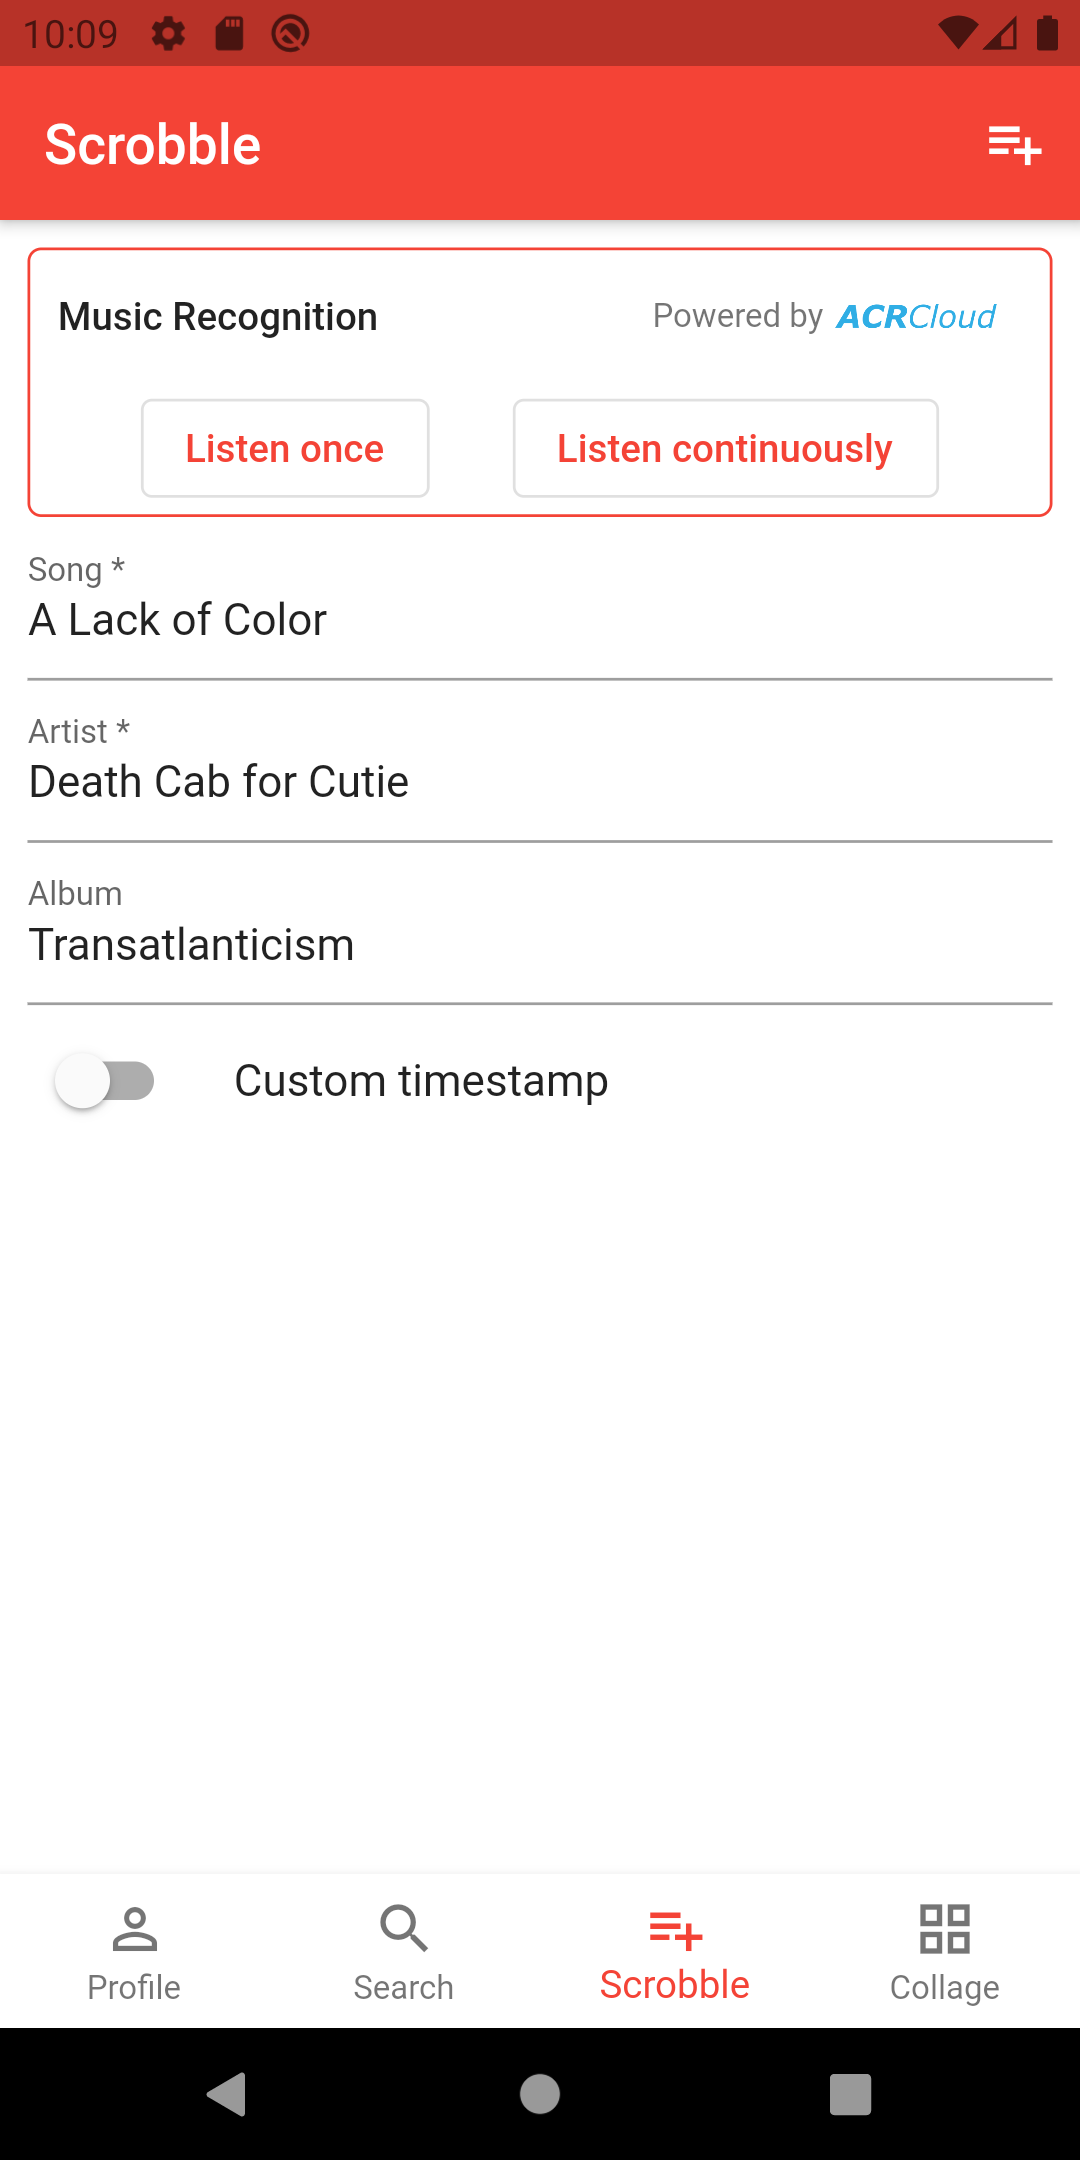 10:09
Scrobble
Music Recognition
Powered by ACRCloud
Listen once
Listen continuously
Song *
A Lack of Color
Artist *
Death Cab for Cutie
Album
Transatlanticism
Custom timestamp
Profile
Search
Scrobble
Collage